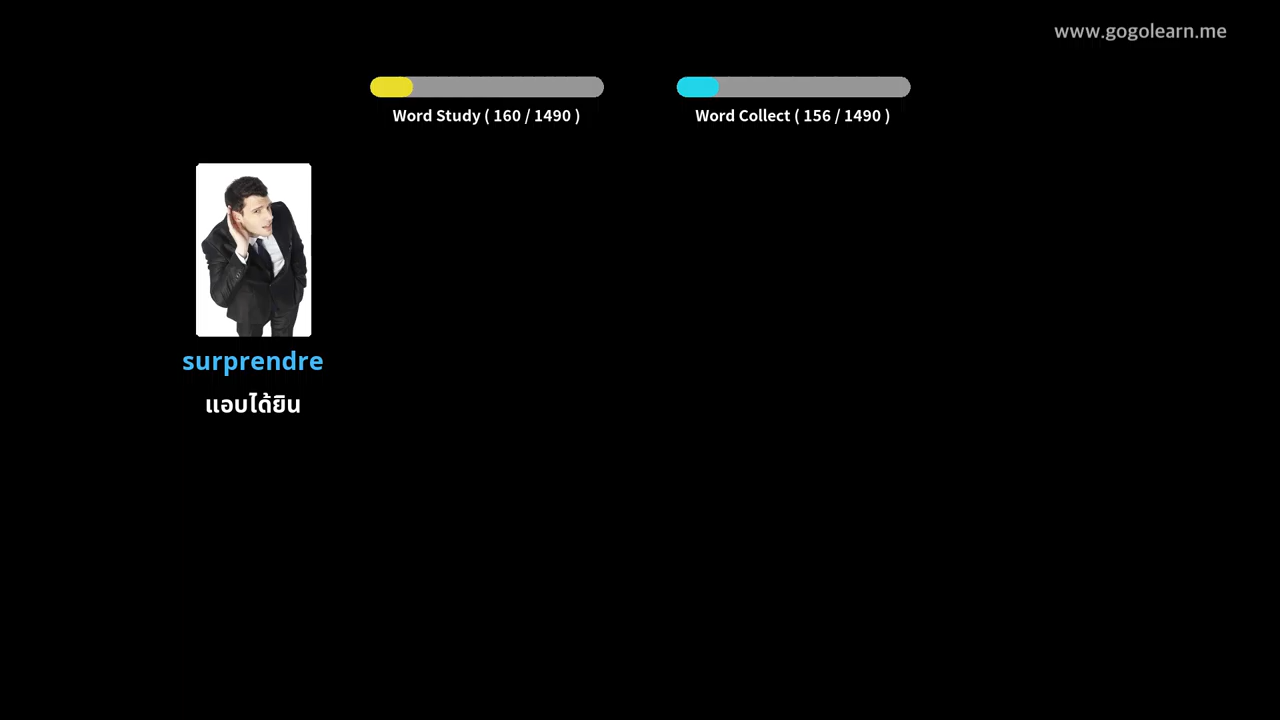 www.gogolearn.me
Word Study ( 160 / 1490 )
Word Collect ( 156 / 1490 )
surprendre
แอบได้ยิน